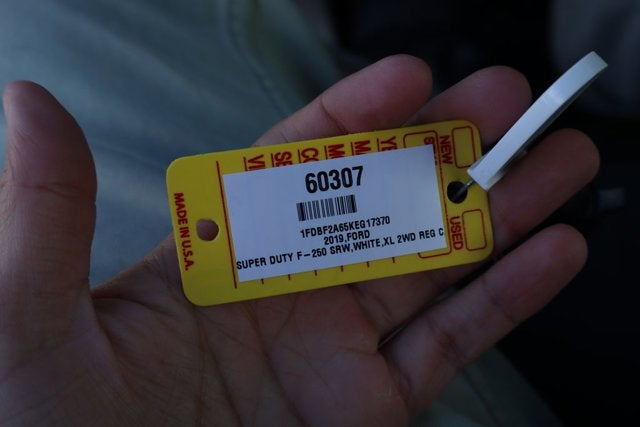 60307
1FDBF2A65KEG17370
2019,FORD
SUPER DUTY F-250 SRW,WHITE,XL 2WD REG C
MADE IN U.S.A.
NEW
USED